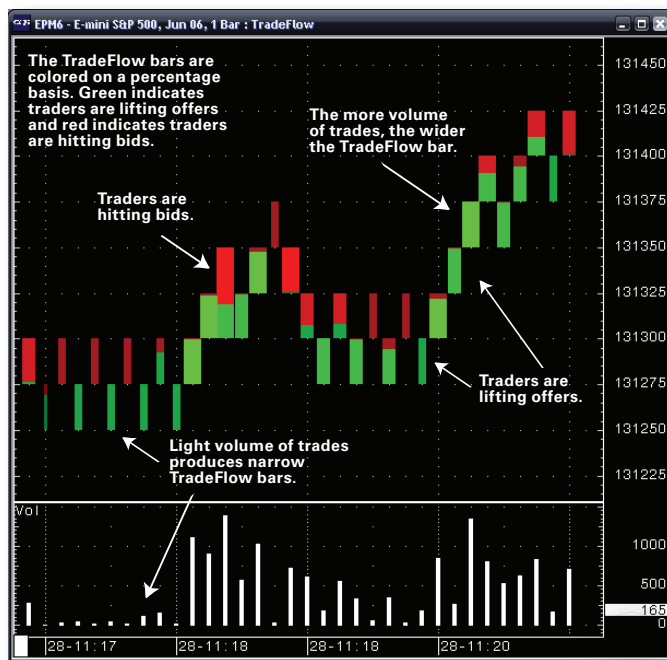 EPM6 - E-mini S&P 500, Jun 06, 1 Bar : TradeFlow
The TradeFlow bars are
colored on a percentage
basis. Green indicates
traders are lifting offers
and red indicates traders
are hitting bids.
Traders are
hitting bids.
The more volume
of trades, the wider
the TradeFlow bar.
Traders are
lifting offers.
Light volume of trades
produces narrow
TradeFlow bars.
131450
131425
131400
131375
131350
131325
131300
131275
131250
131225
Vol
1000
500
165
0
28-11:17
28-11:18
28-11:18
28-11:20